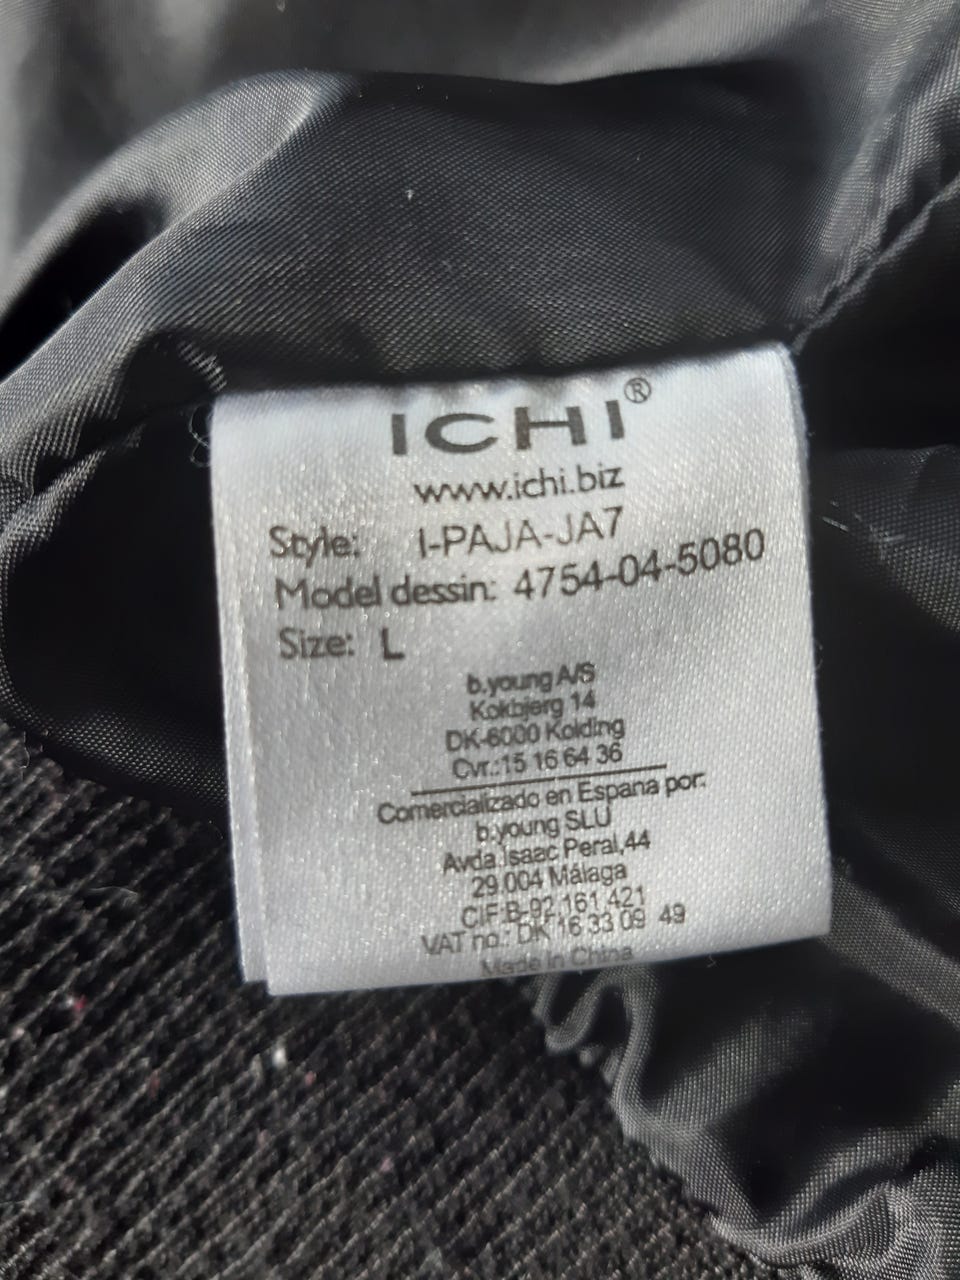 ICHI®
www.ichi.biz
Style: I-PAJA-JA7
Model dessin: 4754-04-5080
Size: L
b.young A/S
Kokbjerg 14
DK-6000 Kolding
Cvr.:15 16 64 36
Comercializado en Espana por:
b.young SLU
Avda.Isaac Peral,44
29.004 Málaga
CIF:B-92.161.421
VAT no.: DK 16 33 09 49
Made in China